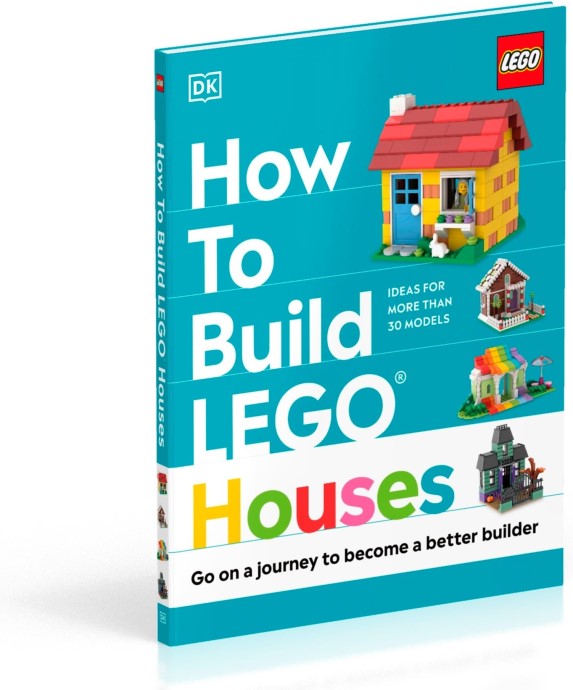 DK
LEGO
How
To
Build
LEGO®
Houses
IDEAS FOR
MORE THAN
30 MODELS
Go on a journey to become a better builder
How To Build LEGO Houses